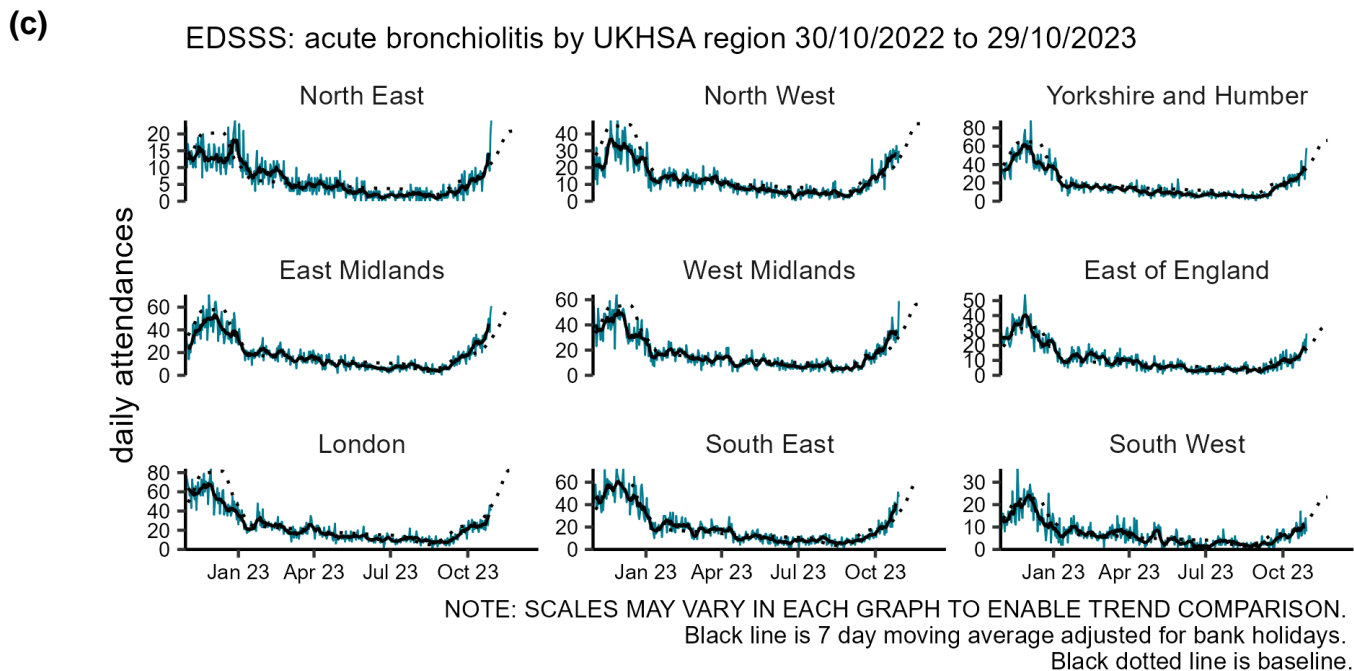 (c)
EDSSS: acute bronchiolitis by UKHSA region 30/10/2022 to 29/10/2023
daily attendances
North East
20
15
10
5
0
North West
40
30
20
10
0
Yorkshire and Humber
80
60
40
20
0
East Midlands
60
40
20
0
West Midlands
60
40
20
0
East of England
50
40
30
20
10
0
London
80
60
40
20
0
Jan 23 Apr 23 Jul 23 Oct 23
South East
60
40
20
0
Jan 23 Apr 23 Jul 23 Oct 23
South West
30
20
10
0
Jan 23 Apr 23 Jul 23 Oct 23
NOTE: SCALES MAY VARY IN EACH GRAPH TO ENABLE TREND COMPARISON.
Black line is 7 day moving average adjusted for bank holidays.
Black dotted line is baseline.